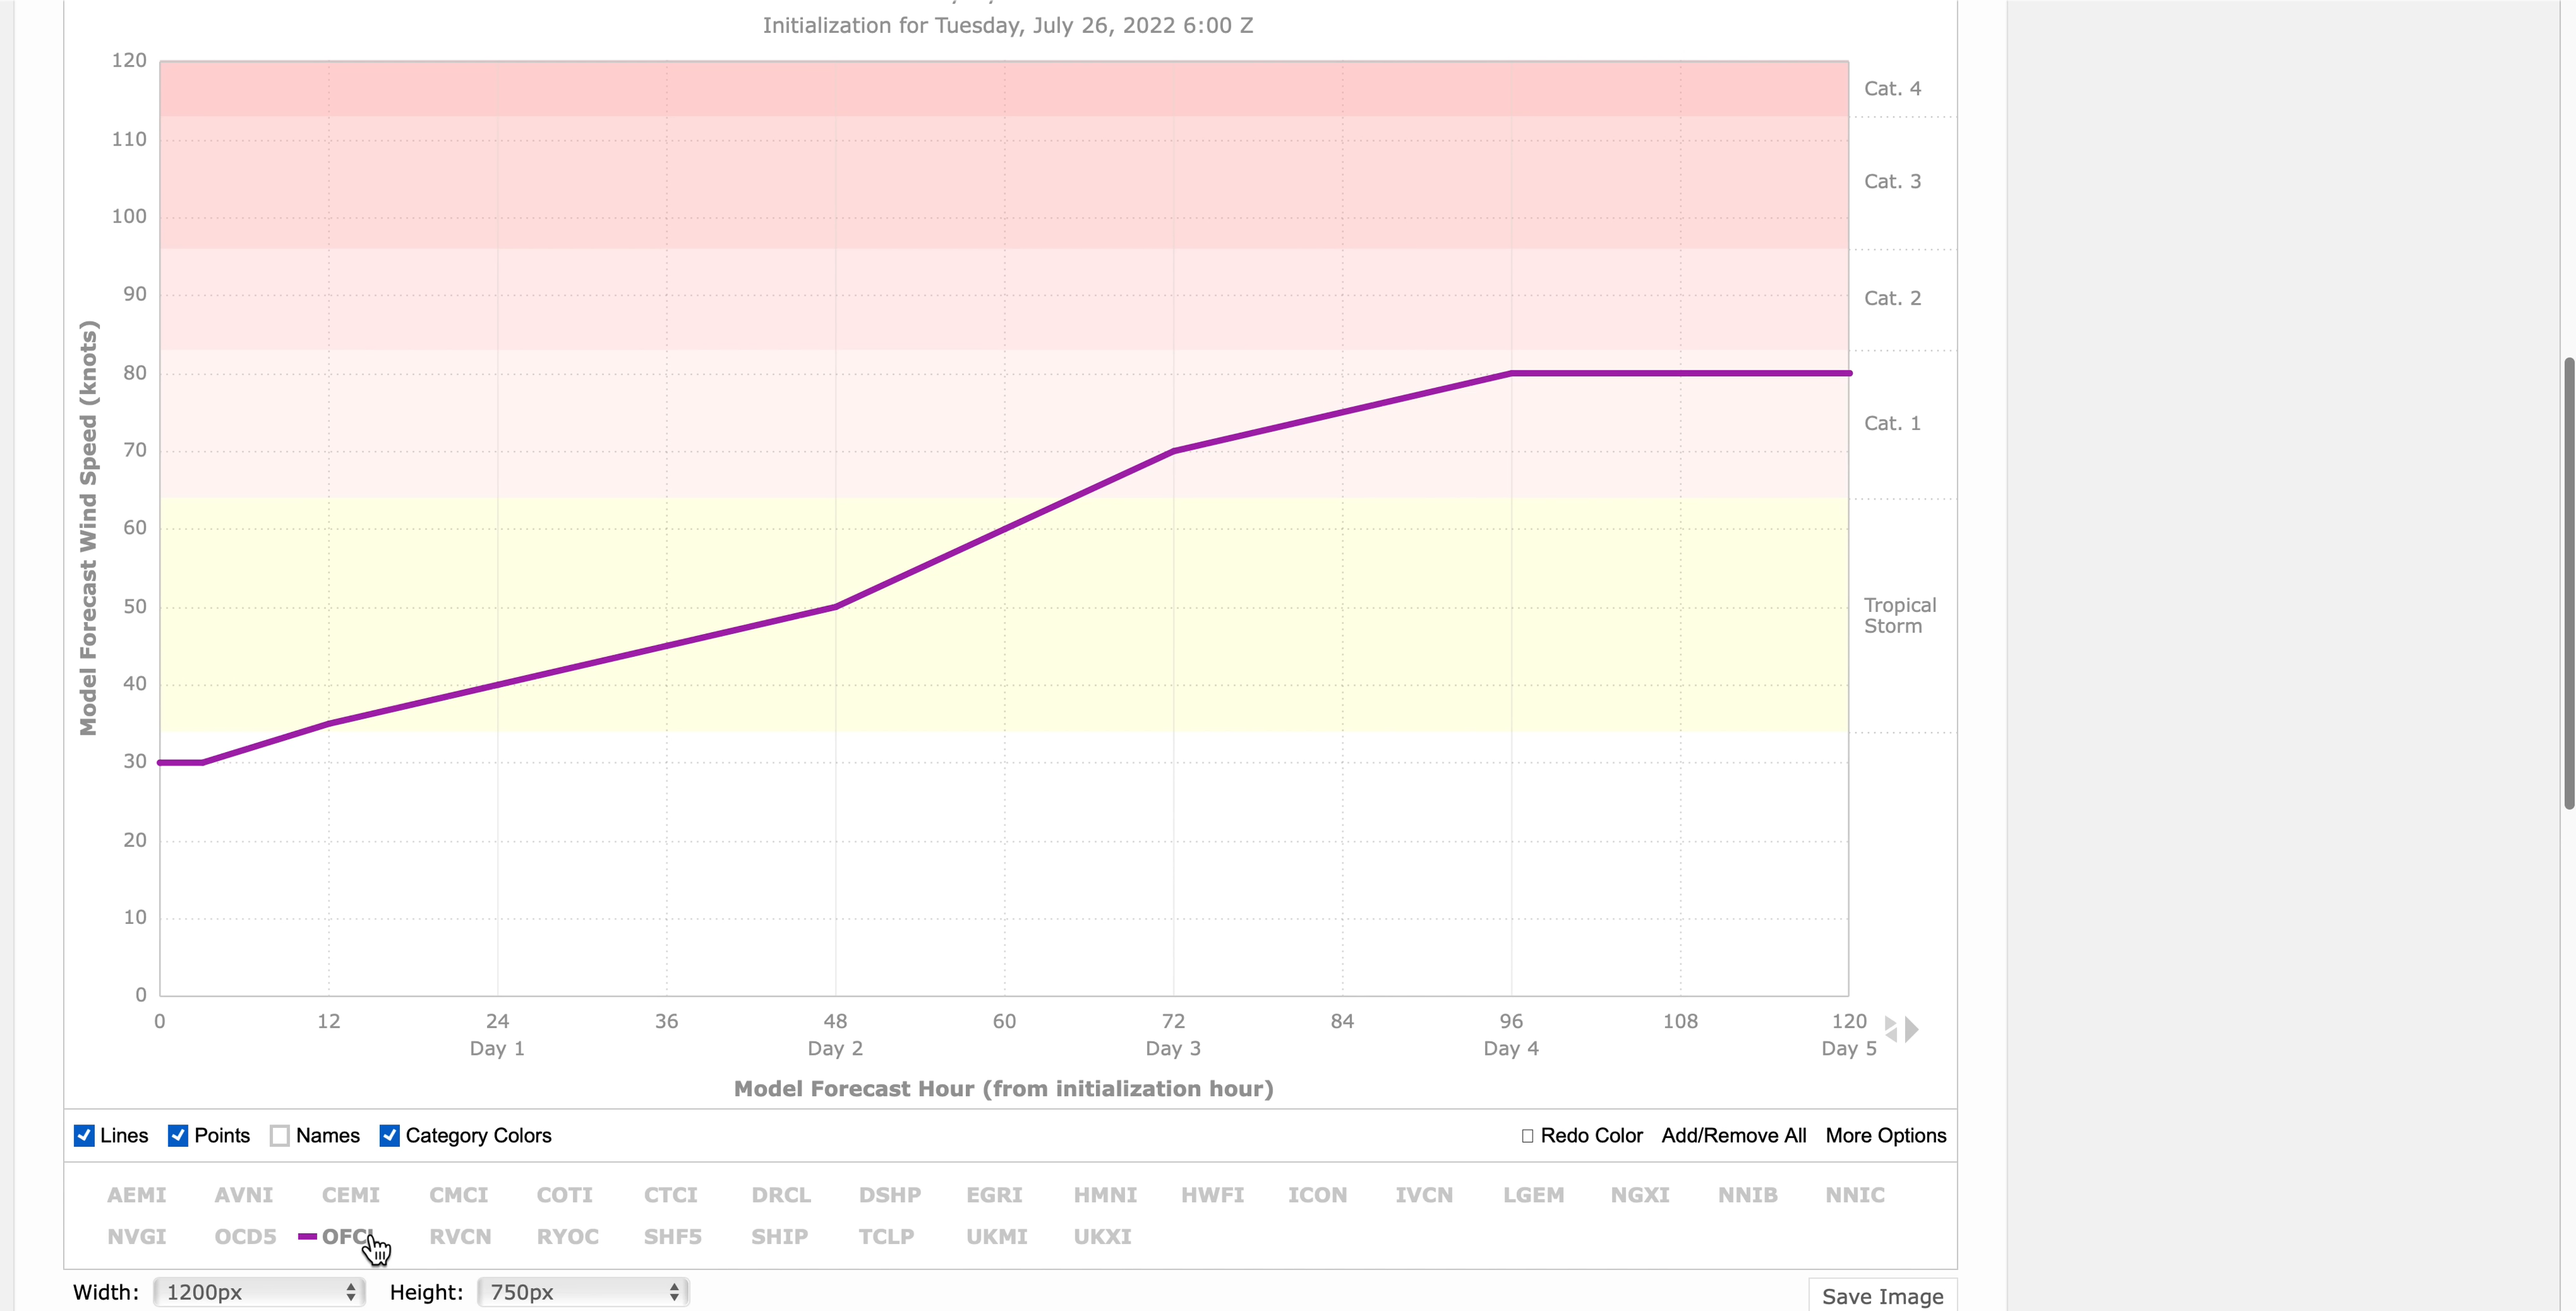 Initialization for Tuesday, July 26, 2022 6:00 Z
120
110
100
90
80
70
60
50
40
30
20
10
0
Model Forecast Wind Speed (knots)
Cat. 4
Cat. 3
Cat. 2
Cat. 1
Tropical
Storm
0 12 24 36 48 60 72 84 96 108 120
Day 1 Day 2 Day 3 Day 4 Day 5
Model Forecast Hour (from initialization hour)
Lines Points Names Category Colors Redo Color Add/Remove All More Options
AEMI AVNI CEMI CMCI COTI CTCI DRCL DSHP EGRI HMNI HWFI ICON IVCN LGEM NGXI NNIB NNIC
NVGI OCD5 OFCL RVCN RYOC SHF5 SHIP TCLP UKMI UKXI
Width: 1200px Height: 750px Save Image